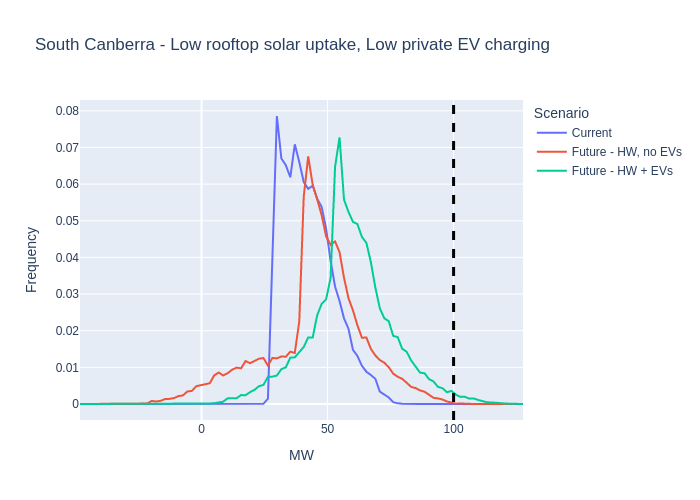 South Canberra - Low rooftop solar uptake, Low private EV charging
Scenario
Current
Future - HW, no EVs
Future - HW + EVs
Frequency
0.08
0.07
0.06
0.05
0.04
0.03
0.02
0.01
0
0 50 100
MW